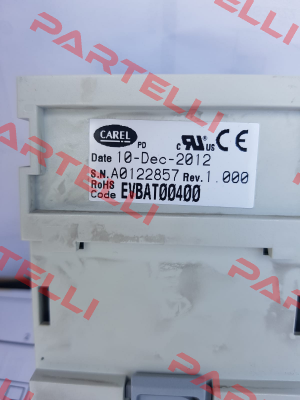 PARTELLI
CAREL
PD
c UL US CE
Date 10-Dec-2012
S.N. A0122857 Rev. 1.000
RoHS
Code EVBAT00400
PARTELLI
PARTELLI